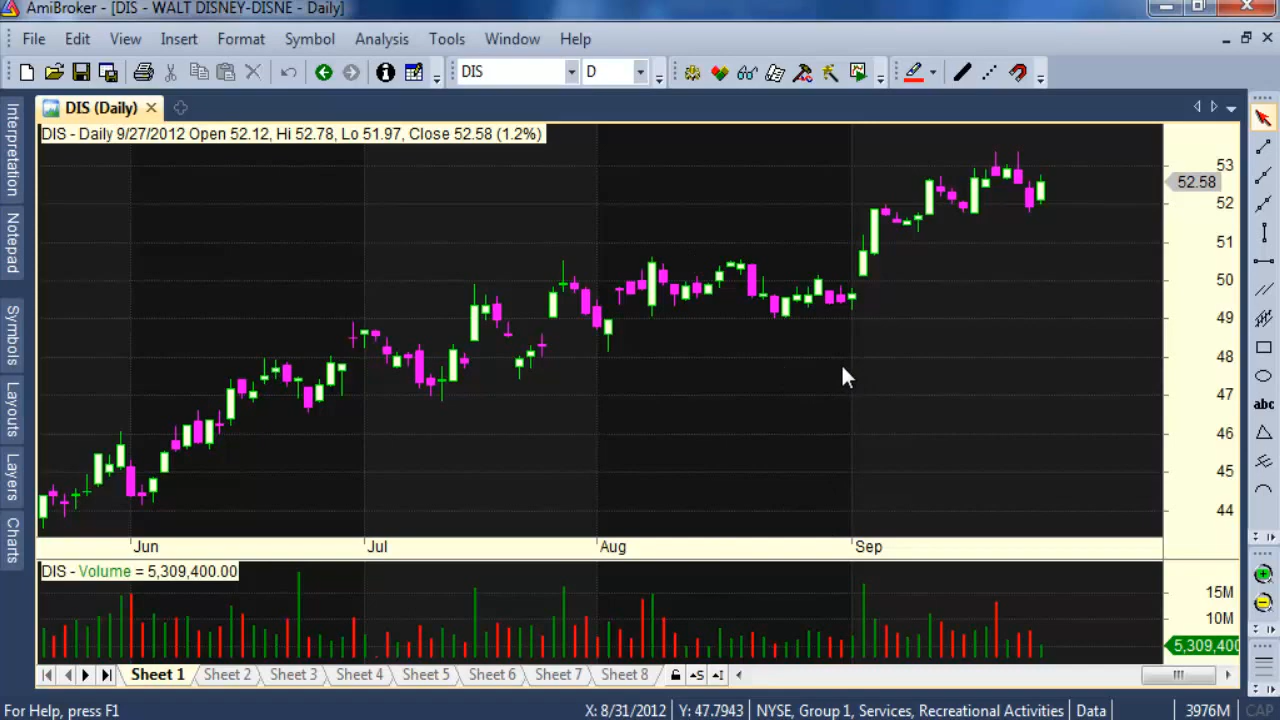 AmiBroker - [DIS - WALT DISNEY-DISNE - Daily]
File Edit View Insert Format Symbol Analysis Tools Window Help
DIS D
DIS (Daily)
DIS - Daily 9/27/2012 Open 52.12, Hi 52.78, Lo 51.97, Close 52.58 (1.2%)
Interpretation
Notepad
Symbols
Layouts
Layers
Charts
53
52.58
52
51
50
49
48
47
46
45
44
abc
Jun Jul Aug Sep
DIS - Volume = 5,309,400.00
15M
10M
5,309,400
Sheet 1 Sheet 2 Sheet 3 Sheet 4 Sheet 5 Sheet 6 Sheet 7 Sheet 8
For Help, press F1 X: 8/31/2012 Y: 47.7943 NYSE, Group 1, Services, Recreational Activities Data 3976M CAP